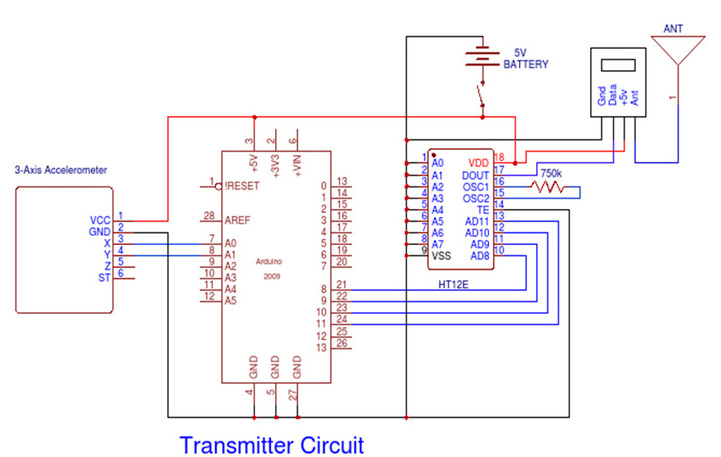 ANT
5V
BATTERY
Gnd
Data
+5v
Ant
1
3-Axis Accelerometer
VCC 1
GND 2
X 3
Y 4
Z 5
ST 6
3 2 6
+5V +3V3 +VIN
1 !RESET
28 AREF
7 A0
8 A1
9 A2
10 A3
11 A4
12 A5
Arduino
2009
0 13
1 14
2 15
3 16
4 17
5 18
6 19
7 20
8 21
9 22
10 23
11 24
12 25
13 26
GND GND GND
4 5 27
1 A0 VDD 18
2 A1 DOUT 17
3 A2 OSC1 16
4 A3 OSC2 15
5 A4 TE 14
6 A5 AD11 13
7 A6 AD10 12
8 A7 AD9 11
9 VSS AD8 10
750k
HT12E
Transmitter Circuit